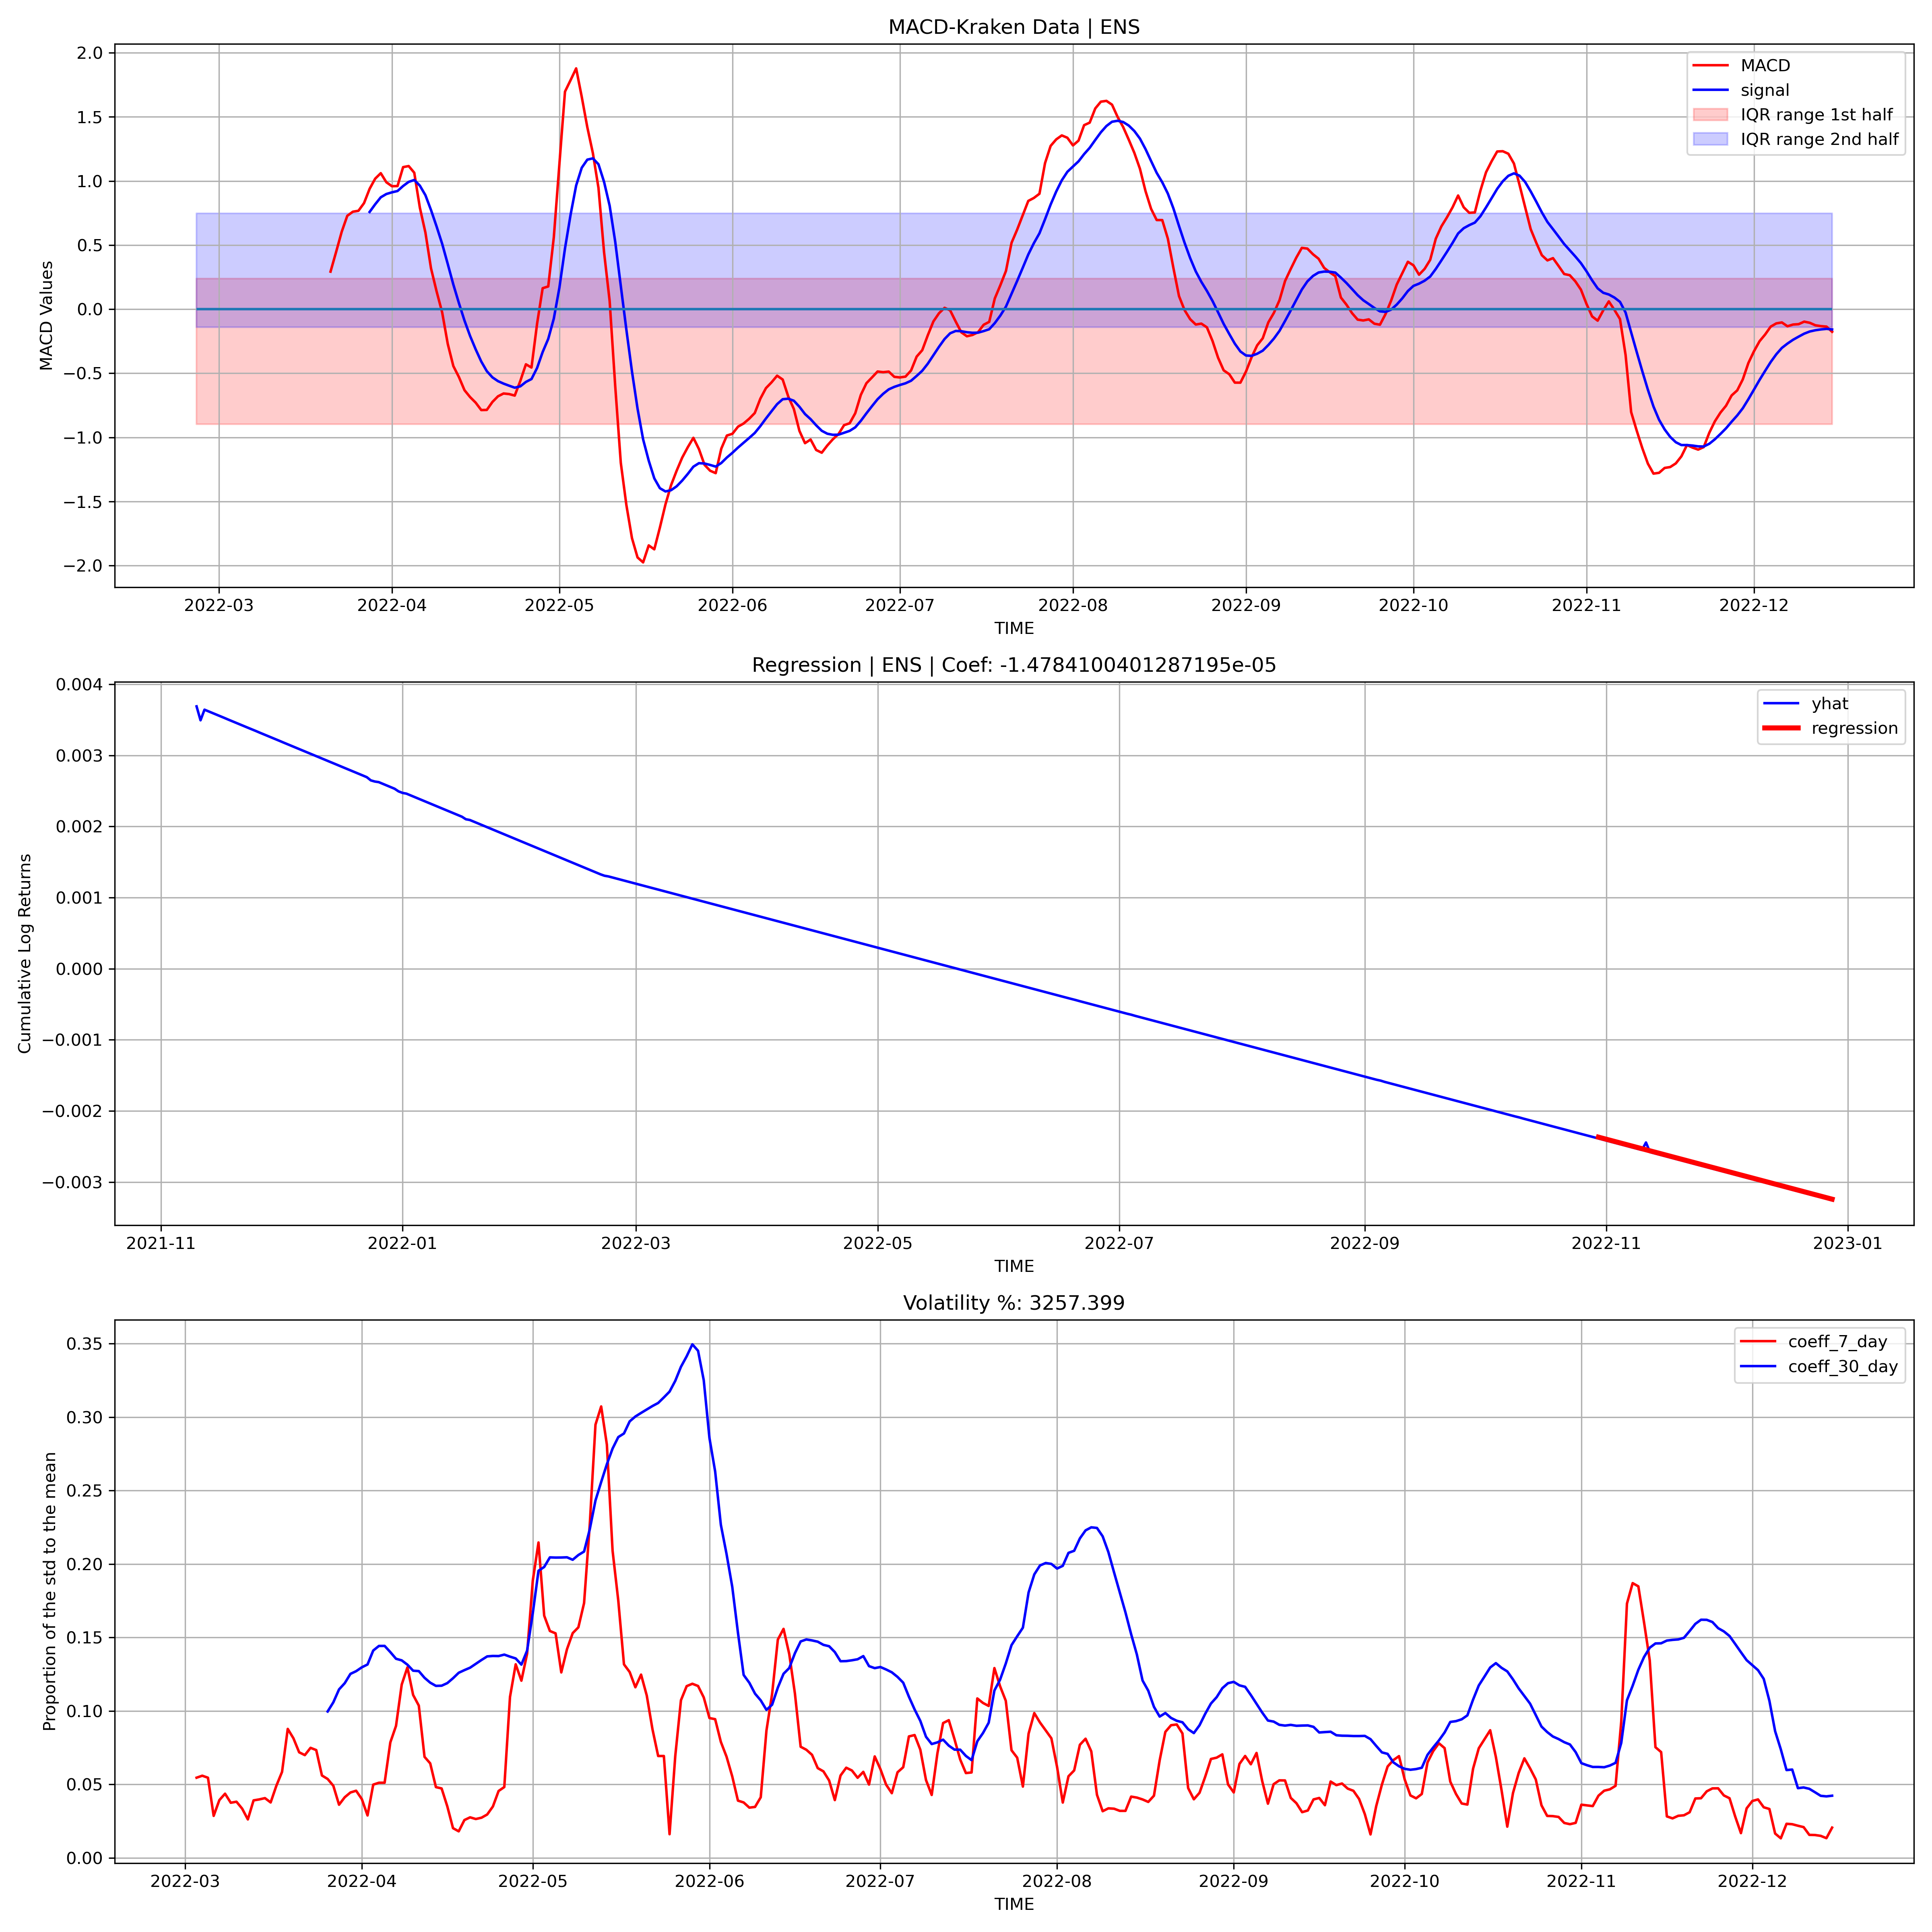 MACD-Kraken Data | ENS
MACD Values
2.0
1.5
1.0
0.5
0.0
−0.5
−1.0
−1.5
−2.0
MACD
signal
IQR range 1st half
IQR range 2nd half
2022-03 2022-04 2022-05 2022-06 2022-07 2022-08 2022-09 2022-10 2022-11 2022-12
TIME
Regression | ENS | Coef: -1.4784100401287195e-05
Cumulative Log Returns
0.004
0.003
0.002
0.001
0.000
−0.001
−0.002
−0.003
yhat
regression
2021-11 2022-01 2022-03 2022-05 2022-07 2022-09 2022-11 2023-01
TIME
Volatility %: 3257.399
Proportion of the std to the mean
0.35
0.30
0.25
0.20
0.15
0.10
0.05
0.00
coeff_7_day
coeff_30_day
2022-03 2022-04 2022-05 2022-06 2022-07 2022-08 2022-09 2022-10 2022-11 2022-12
TIME